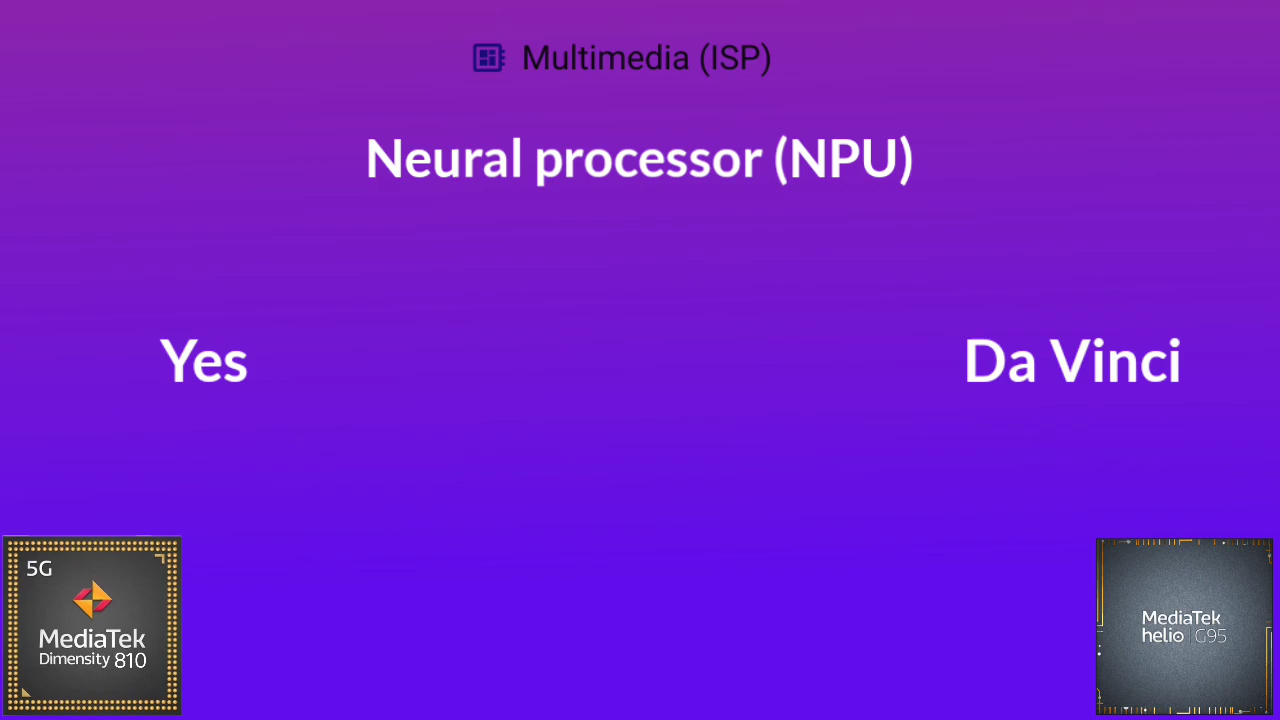 Multimedia (ISP)
Neural processor (NPU)
Yes
Da Vinci
5G
MediaTek
Dimensity 810
MediaTek
helio G95